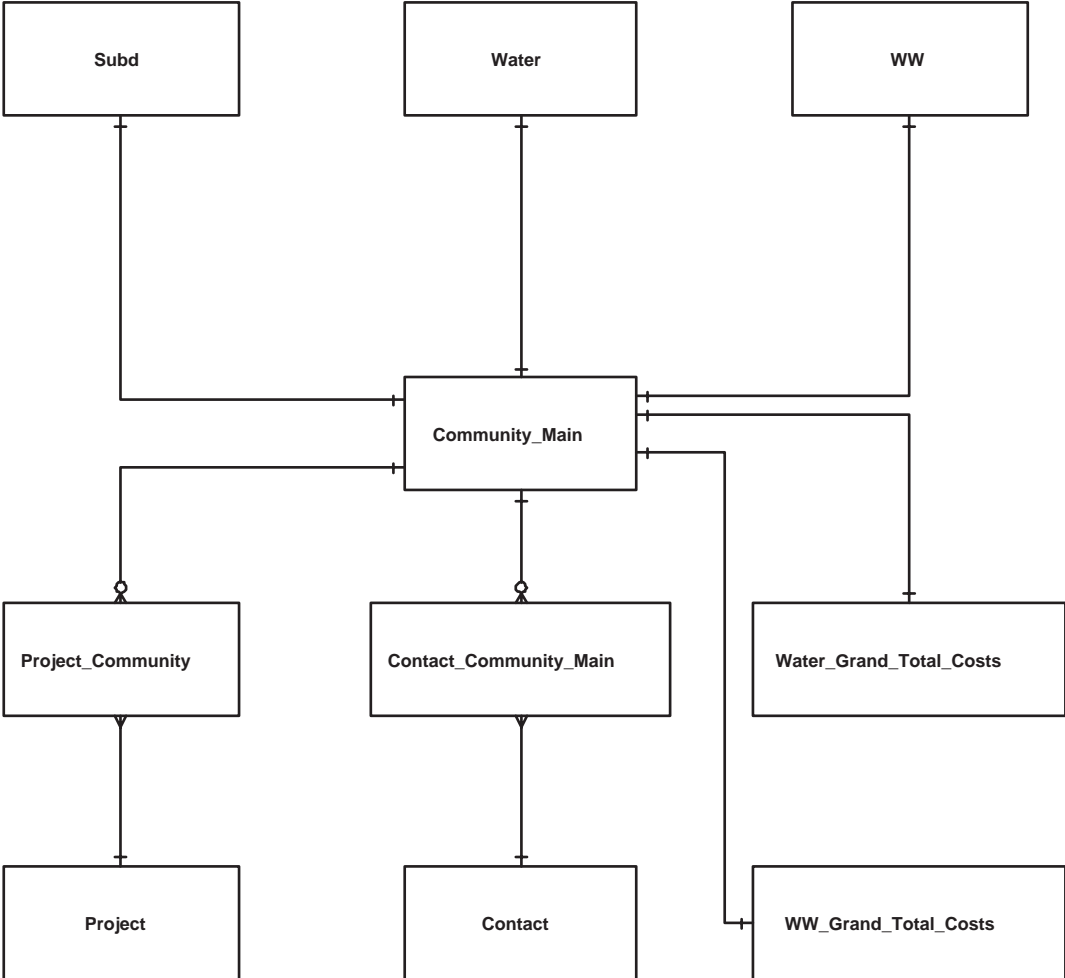 Subd
Water
WW
Community_Main
Project_Community
Contact_Community_Main
Water_Grand_Total_Costs
Project
Contact
WW_Grand_Total_Costs